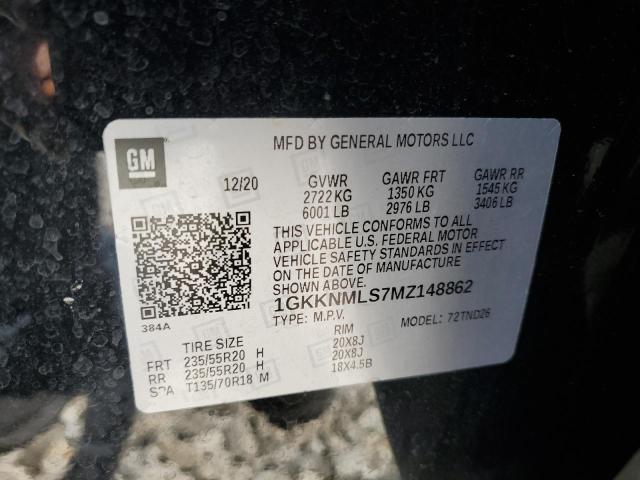 GM
MFD BY GENERAL MOTORS LLC
12/20 GVWR GAWR FRT GAWR RR
2722 KG 1350 KG 1545 KG
6001 LB 2976 LB 3406 LB
THIS VEHICLE CONFORMS TO ALL
APPLICABLE U.S. FEDERAL MOTOR
VEHICLE SAFETY STANDARDS IN EFFECT
ON THE DATE OF MANUFACTURE
SHOWN ABOVE.
1GKKNMLS7MZ148862
384A
TYPE: M.P.V. MODEL: 72TND26
TIRE SIZE RIM
FRT 235/55R20 H 20X8J
RR 235/55R20 H 20X8J
SPA T135/70R18 M 18X4.5B